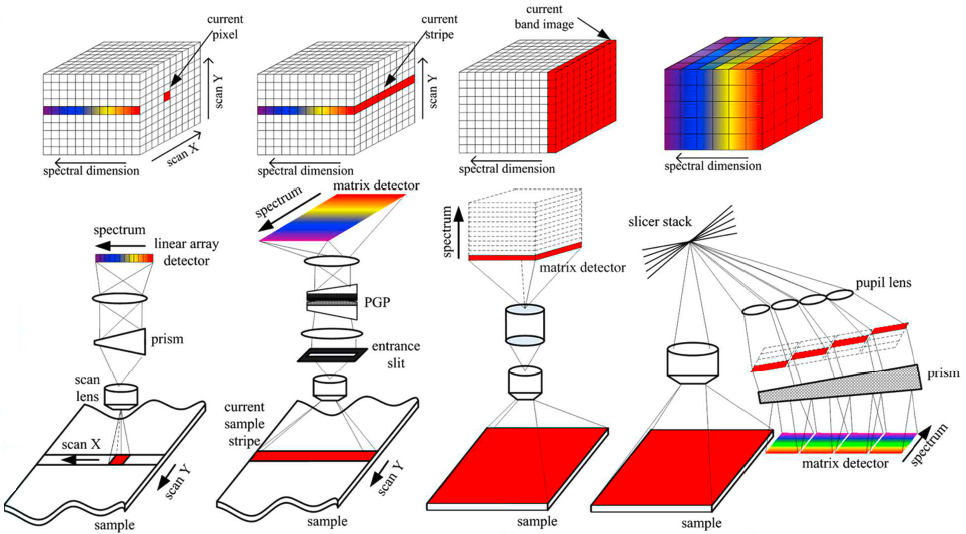 current
pixel
scan Y
scan X
spectral dimension
current
stripe
scan Y
spectral dimension
current
band image
spectral dimension
spectral dimension
spectrum
linear array
detector
prism
scan
lens
scan X
scan Y
sample
matrix detector
spectrum
PGP
entrance
slit
current
sample
stripe
scan Y
sample
spectrum
matrix detector
sample
slicer stack
pupil lens
prism
matrix detector
spectrum
sample